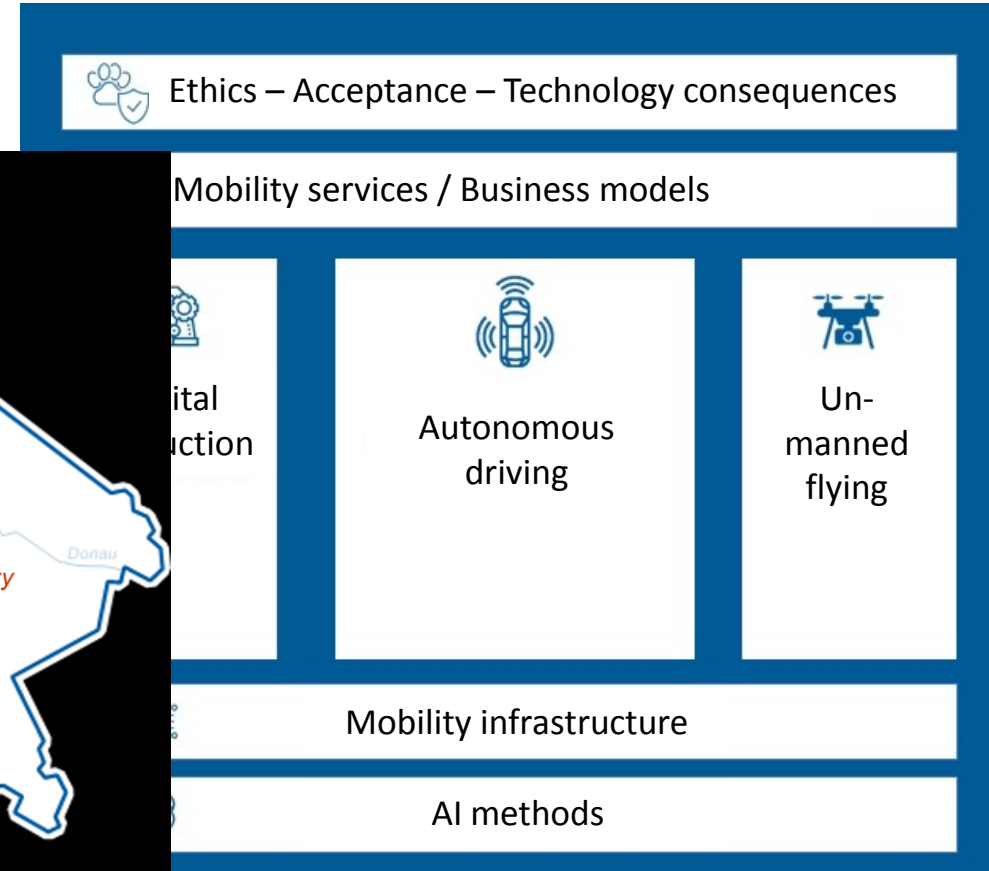 Ethics – Acceptance – Technology consequences
Mobility services / Business models
ital
uction
Autonomous
driving
Un-
manned
flying
Donau
y
Mobility infrastructure
AI methods